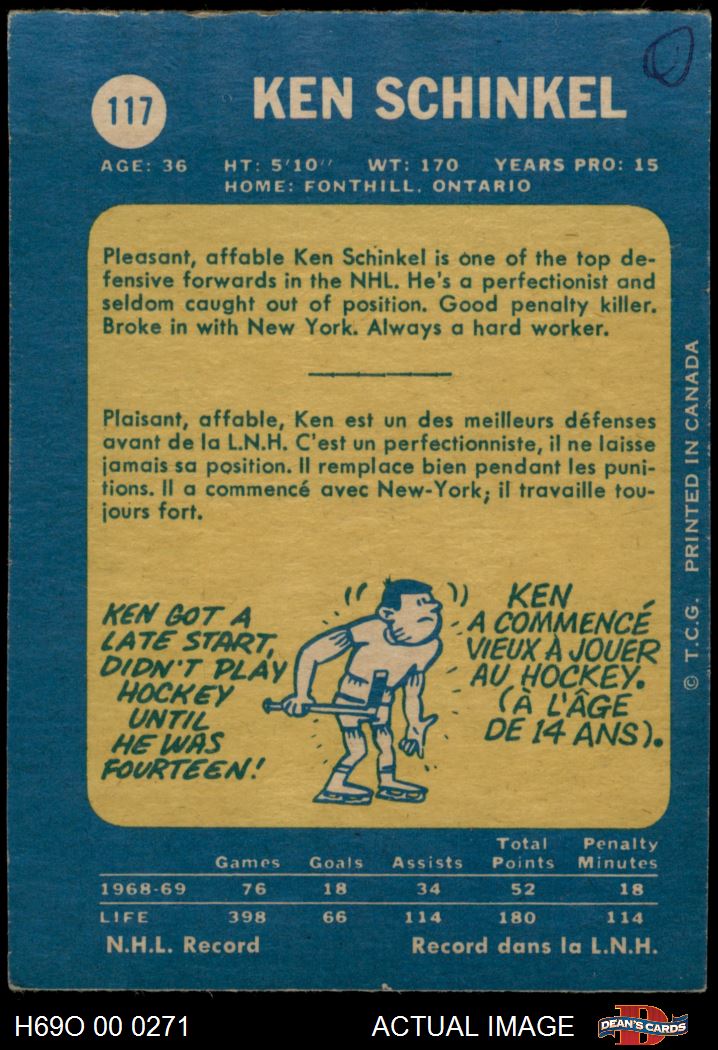 117
KEN SCHINKEL
AGE: 36 HT: 5'10'' WT: 170 YEARS PRO: 15
HOME: FONTHILL, ONTARIO
Pleasant, affable Ken Schinkel is one of the top de-
fensive forwards in the NHL. He's a perfectionist and
seldom caught out of position. Good penalty killer.
Broke in with New York. Always a hard worker.
Plaisant, affable, Ken est un des meilleurs défenses
avant de la L.N.H. C'est un perfectionniste, il ne laisse
jamais sa position. Il remplace bien pendant les puni-
tions. Il a commencé avec New-York; il travaille tou-
jours fort.
KEN GOT A
LATE START,
DIDN'T PLAY
HOCKEY
UNTIL
HE WAS
FOURTEEN!
KEN
A COMMENCÉ
VIEUX À JOUER
AU HOCKEY.
(À L'ÂGE
DE 14 ANS).
© T.C.G. PRINTED IN CANADA
Games Goals Assists Total Points Penalty Minutes
1968-69 76 18 34 52 18
LIFE 398 66 114 180 114
N.H.L. Record Record dans la L.N.H.
H69O 00 0271 ACTUAL IMAGE D DEAN'S CARDS